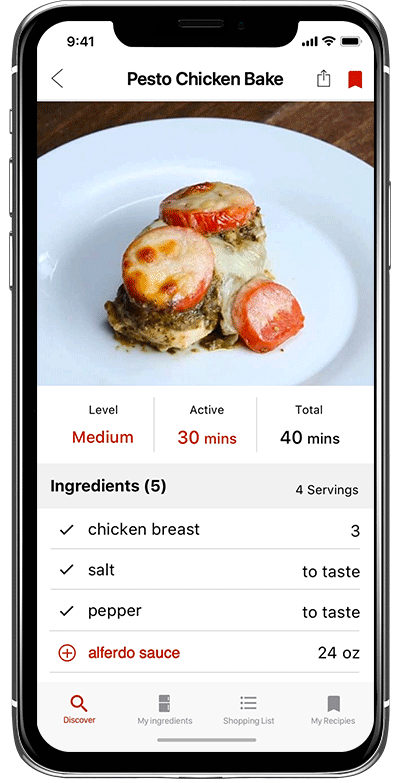 9:41
Pesto Chicken Bake
Level Active Total
Medium 30 mins 40 mins
Ingredients (5) 4 Servings
chicken breast 3
salt to taste
pepper to taste
alferdo sauce 24 oz
Discover My ingredients Shopping List My Recipies